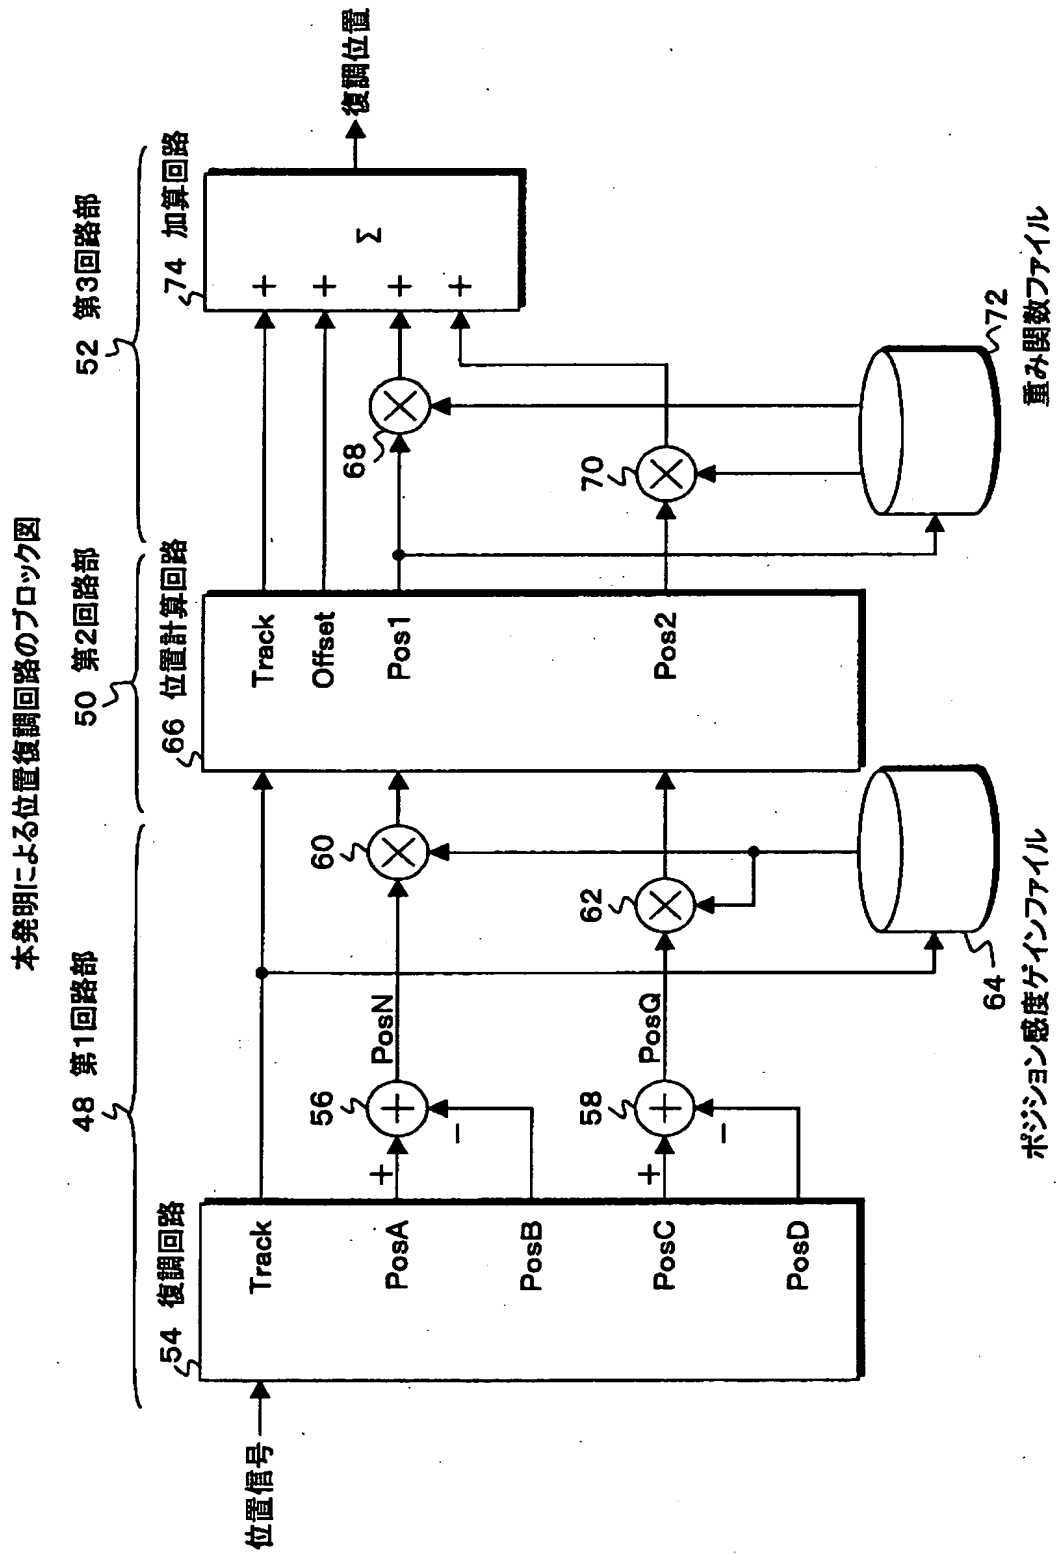 本発明による位置復調回路のブロック図
48 第1回路部
50 第2回路部
52 第3回路部
54 復調回路
66 位置計算回路
74 加算回路
位置信号
Track
PosA
PosB
PosC
PosD
+
-
+
-
56
+
58
+
PosN
PosQ
60
×
62
×
64
ポジション感度ゲインファイル
Track
Offset
Pos1
Pos2
68
×
70
×
72
重み関数ファイル
+
+
+
+
Σ
復調位置